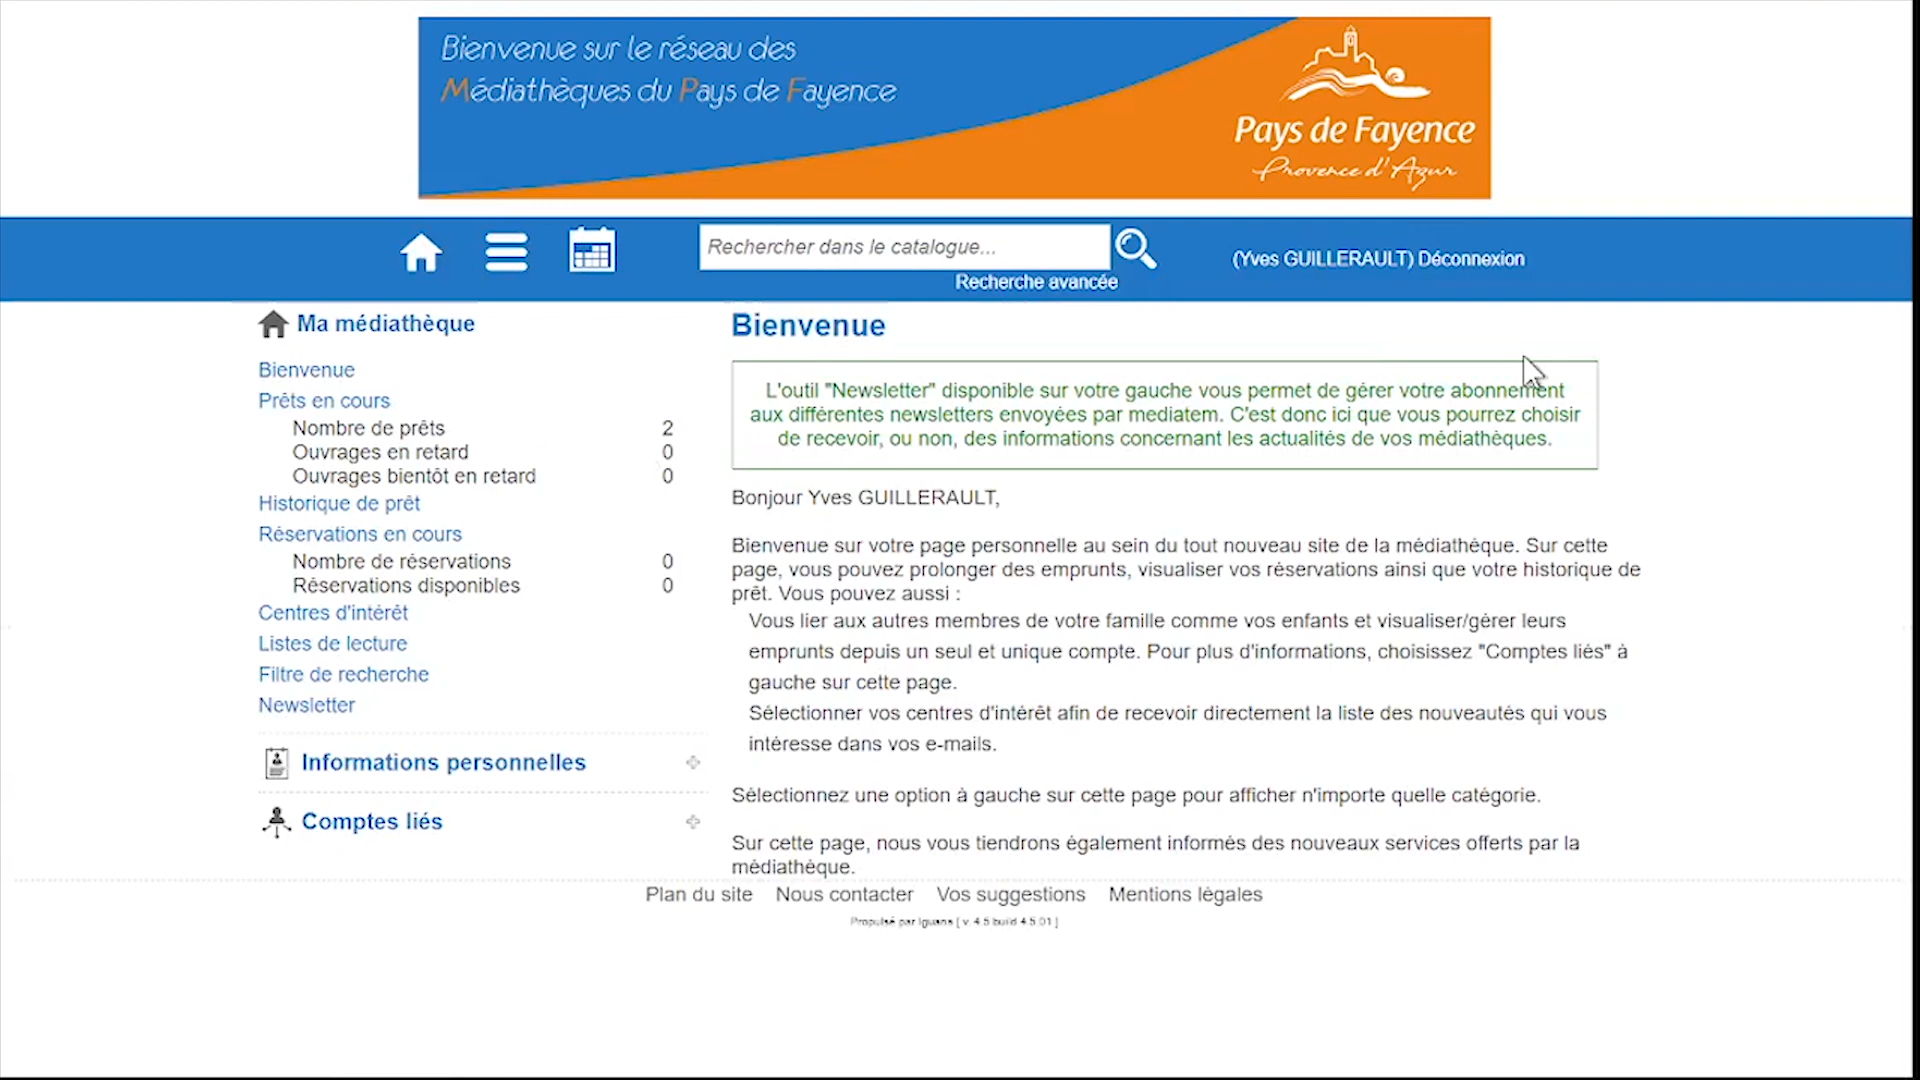 Bienvenue sur le réseau des
Médiathèques du Pays de Fayence
Pays de Fayence
Provence d'Azur
Rechercher dans le catalogue...
Recherche avancée
(Yves GUILLERAULT) Déconnexion
Ma médiathèque
Bienvenue
Prêts en cours
Nombre de prêts 2
Ouvrages en retard 0
Ouvrages bientôt en retard 0
Historique de prêt
Réservations en cours
Nombre de réservations 0
Réservations disponibles 0
Centres d'intérêt
Listes de lecture
Filtre de recherche
Newsletter
Informations personnelles
Comptes liés
Bienvenue
L'outil "Newsletter" disponible sur votre gauche vous permet de gérer votre abonnement
aux différentes newsletters envoyées par mediatem. C'est donc ici que vous pourrez choisir
de recevoir, ou non, des informations concernant les actualités de vos médiathèques.
Bonjour Yves GUILLERAULT,
Bienvenue sur votre page personnelle au sein du tout nouveau site de la médiathèque. Sur cette
page, vous pouvez prolonger des emprunts, visualiser vos réservations ainsi que votre historique de
prêt. Vous pouvez aussi :
Vous lier aux autres membres de votre famille comme vos enfants et visualiser/gérer leurs
emprunts depuis un seul et unique compte. Pour plus d'informations, choisissez "Comptes liés" à
gauche sur cette page.
Sélectionner vos centres d'intérêt afin de recevoir directement la liste des nouveautés qui vous
intéresse dans vos e-mails.
Sélectionnez une option à gauche sur cette page pour afficher n'importe quelle catégorie.
Sur cette page, nous vous tiendrons également informés des nouveaux services offerts par la
médiathèque.
Plan du site Nous contacter Vos suggestions Mentions légales
Propulsé par Iguana [ v. 4.5 build 4.5.01 ]